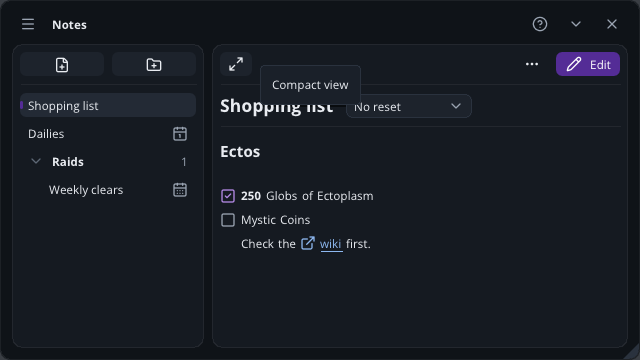 Notes
Edit
Compact view
Shopping list
Dailies
Raids 1
Weekly clears
Shopping list
No reset
Ectos
250 Globs of Ectoplasm
Mystic Coins
Check the wiki first.